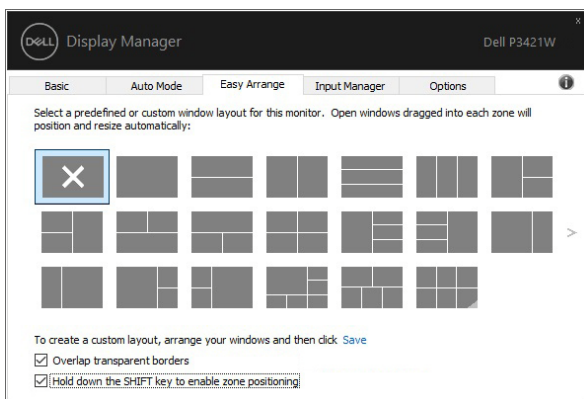 x
DELL Display Manager Dell P3421W
Basic Auto Mode Easy Arrange Input Manager Options i
Select a predefined or custom window layout for this monitor. Open windows dragged into each zone will
position and resize automatically:
>
To create a custom layout, arrange your windows and then click Save
Overlap transparent borders
Hold down the SHIFT key to enable zone positioning